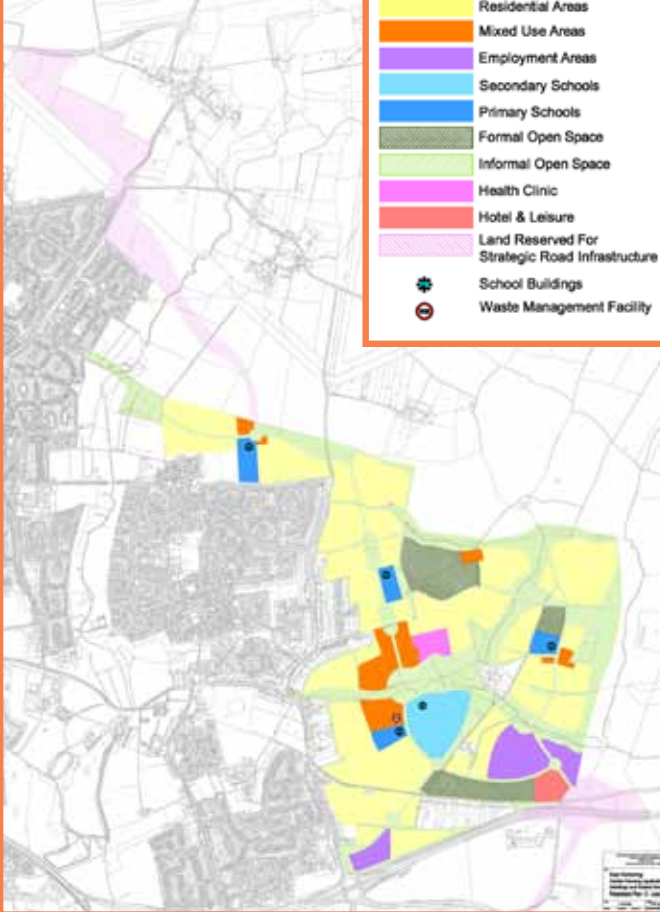 Residential Areas
Mixed Use Areas
Employment Areas
Secondary Schools
Primary Schools
Formal Open Space
Informal Open Space
Health Clinic
Hotel & Leisure
Land Reserved For
Strategic Road Infrastructure
School Buildings
Waste Management Facility